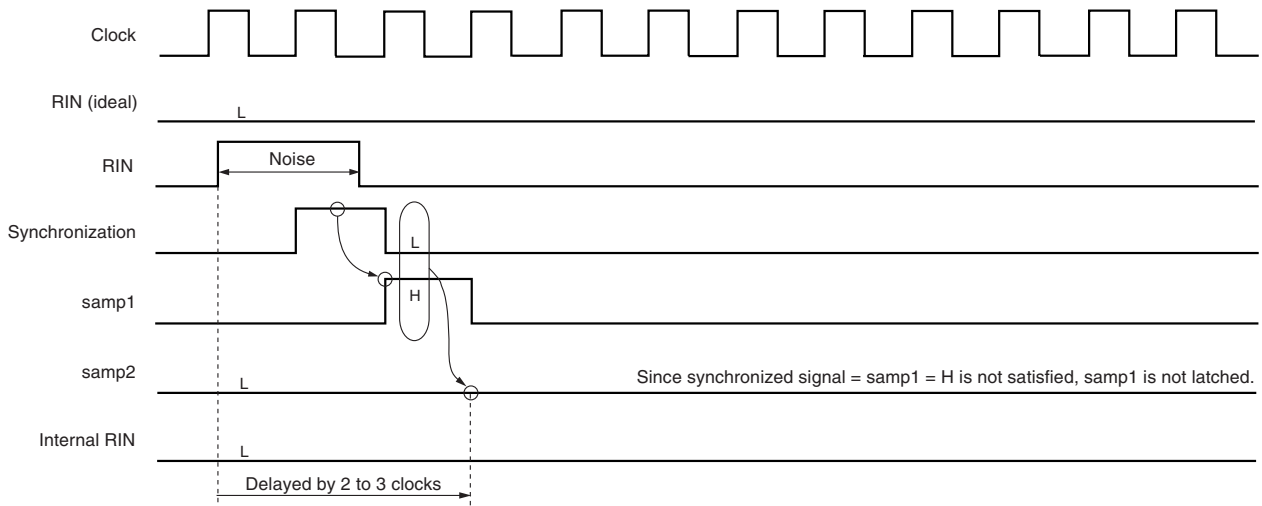 Clock
RIN (ideal)
L
RIN
Noise
Synchronization
L
samp1
H
samp2
L
Since synchronized signal = samp1 = H is not satisfied, samp1 is not latched.
Internal RIN
L
Delayed by 2 to 3 clocks